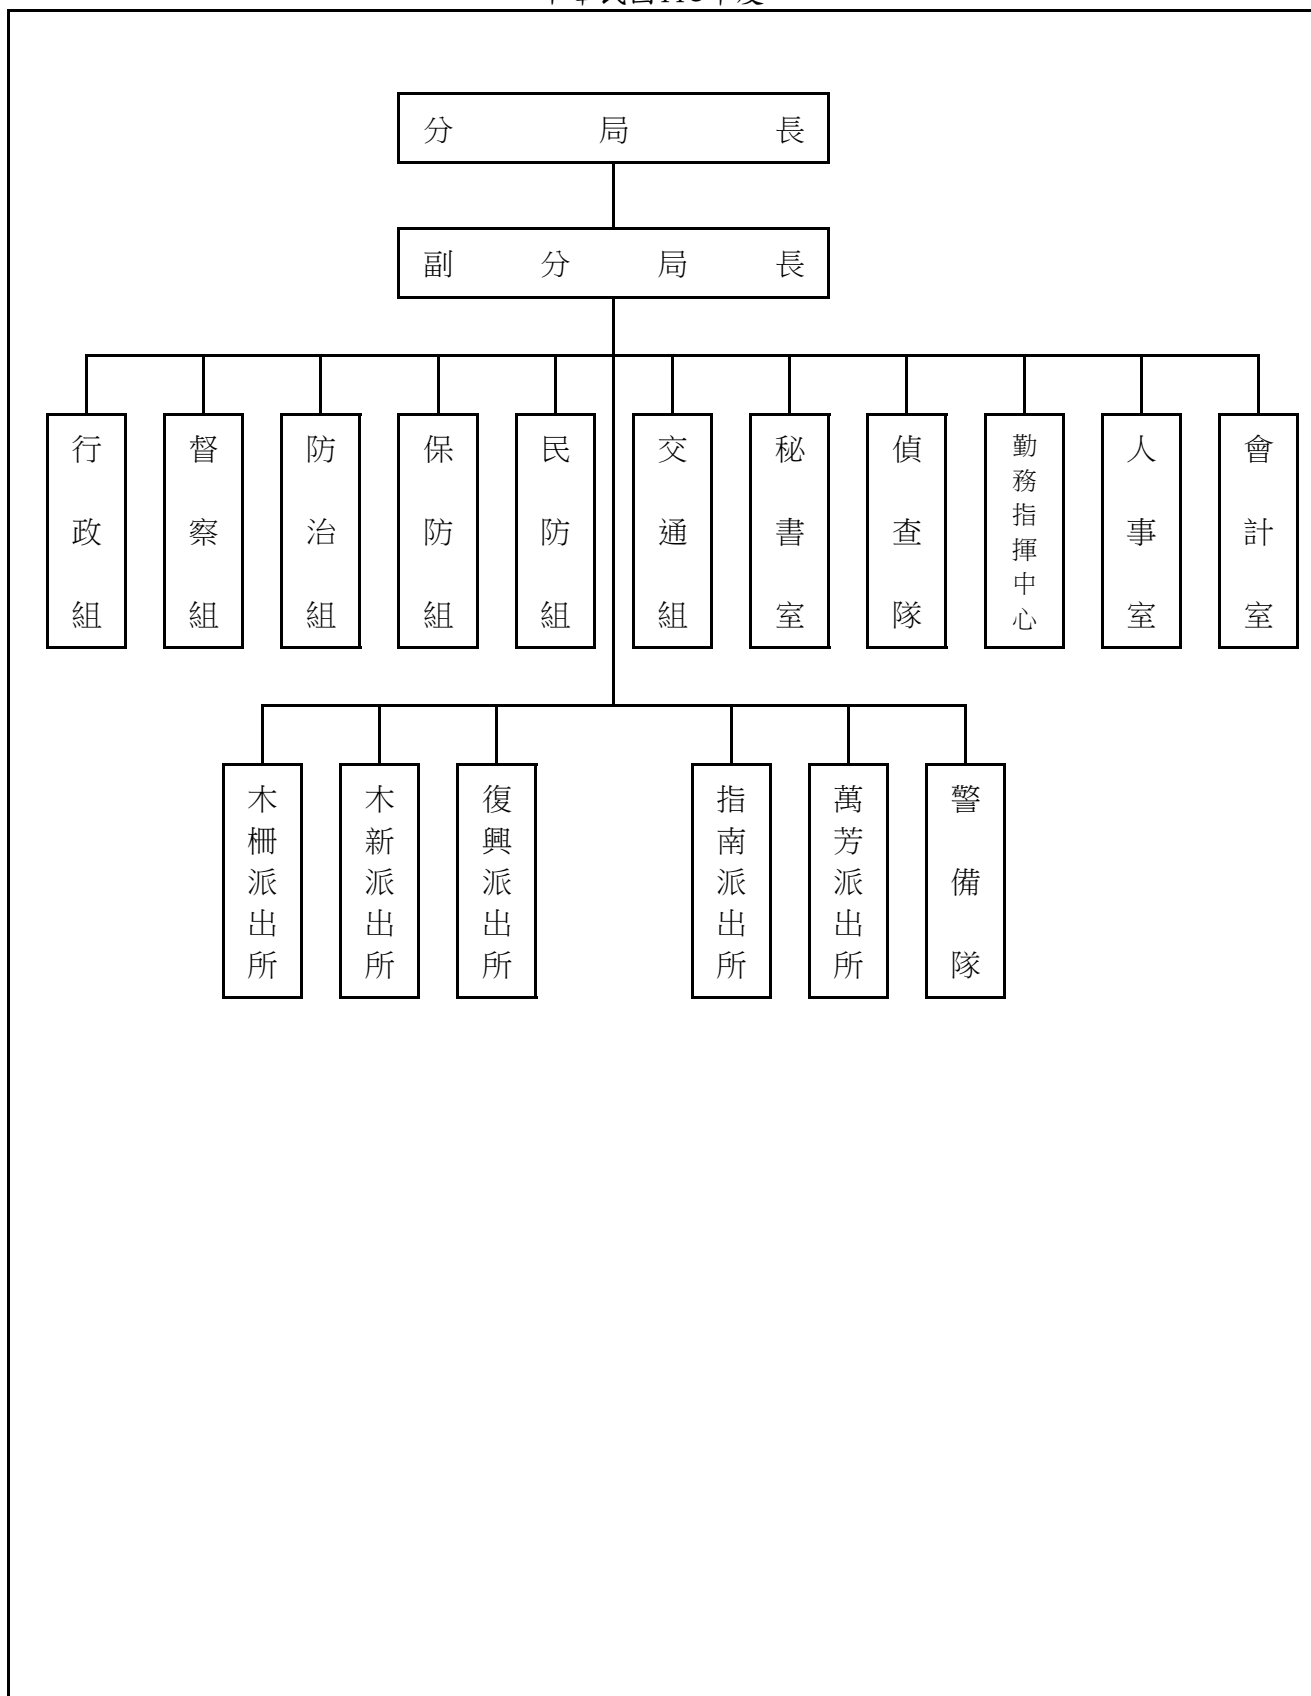 分局長
副分局長
行政組
督察組
防治組
保防組
民防組
交通組
秘書室
偵查隊
勤務指揮中心
人事室
會計室
木柵派出所
木新派出所
復興派出所
指南派出所
萬芳派出所
警備隊